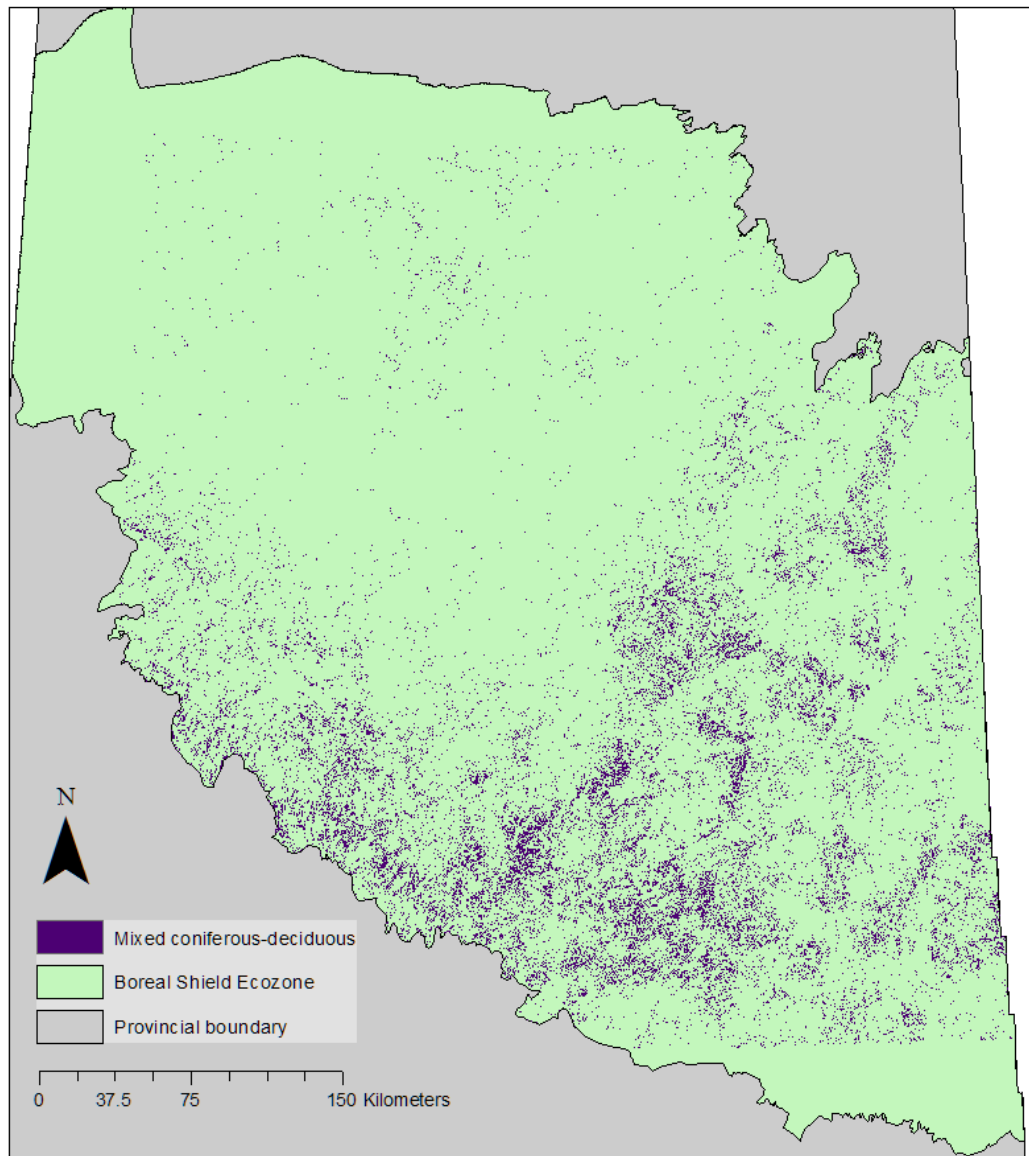 N
Mixed coniferous-deciduous
Boreal Shield Ecozone
Provincial boundary
0 37.5 75 150 Kilometers